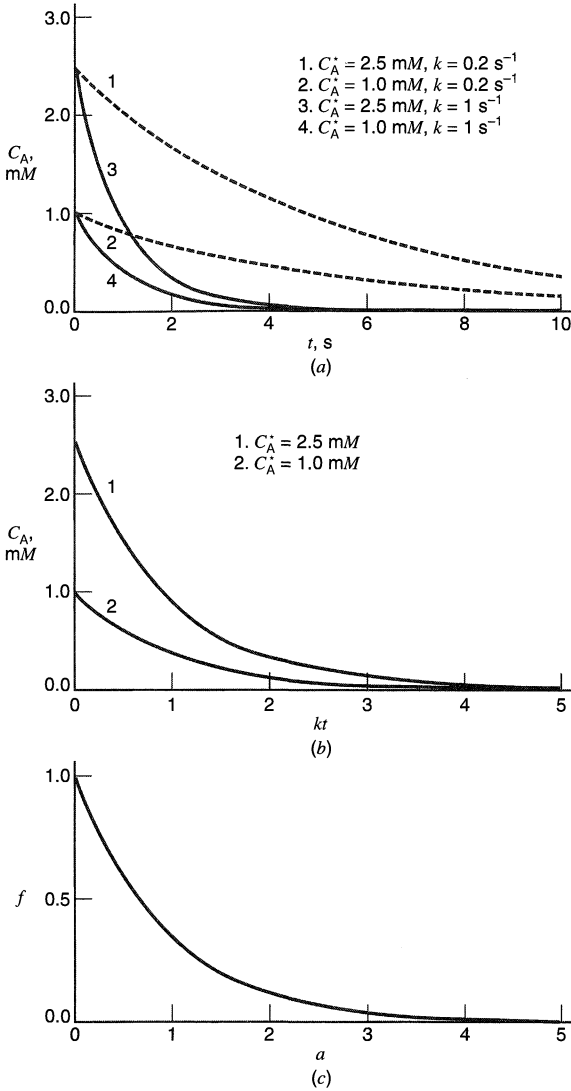 3.0
1. C*A = 2.5 mM, k = 0.2 s⁻¹
2. C*A = 1.0 mM, k = 0.2 s⁻¹
3. C*A = 2.5 mM, k = 1 s⁻¹
4. C*A = 1.0 mM, k = 1 s⁻¹
1
2.0
CA,
mM
3
1.0
2
4
0.0
0 2 4 6 8 10
t, s
(a)
3.0
1. C*A = 2.5 mM
2. C*A = 1.0 mM
1
2.0
CA,
mM
1.0
2
0.0
0 1 2 3 4 5
kt
(b)
1.0
f 0.5
0.0
0 1 2 3 4 5
a
(c)